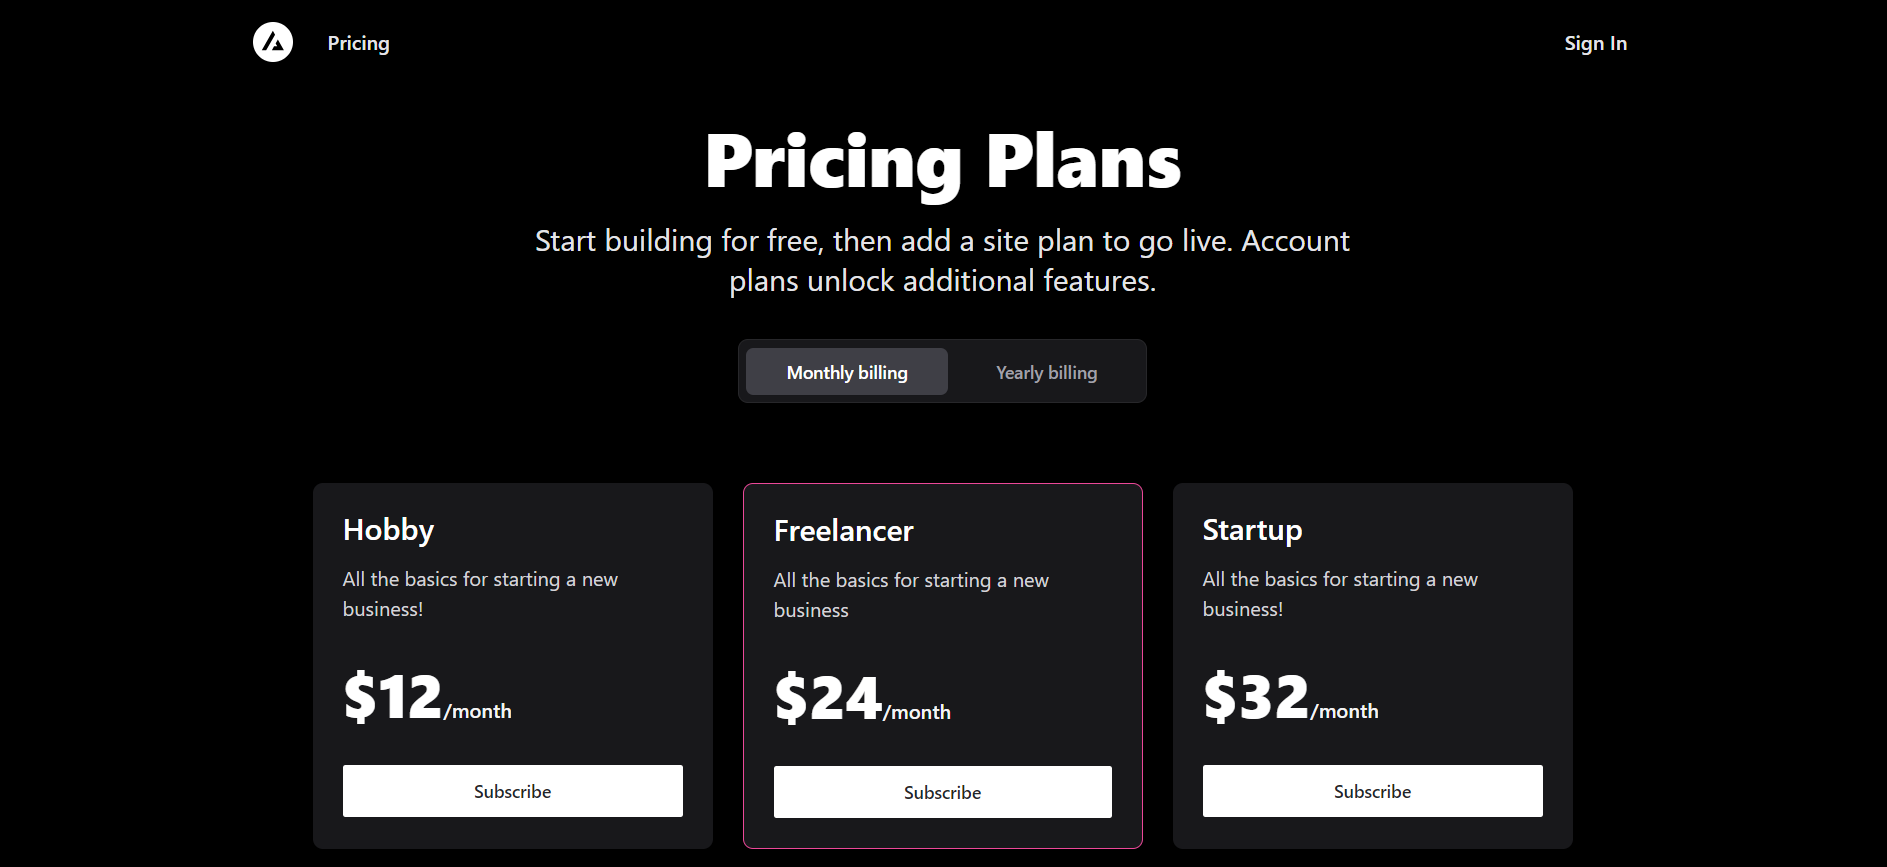 Pricing
Sign In
Pricing Plans
Start building for free, then add a site plan to go live. Account
plans unlock additional features.
Monthly billing
Yearly billing
Hobby
All the basics for starting a new
business!
$12/month
Subscribe
Freelancer
All the basics for starting a new
business
$24/month
Subscribe
Startup
All the basics for starting a new
business!
$32/month
Subscribe